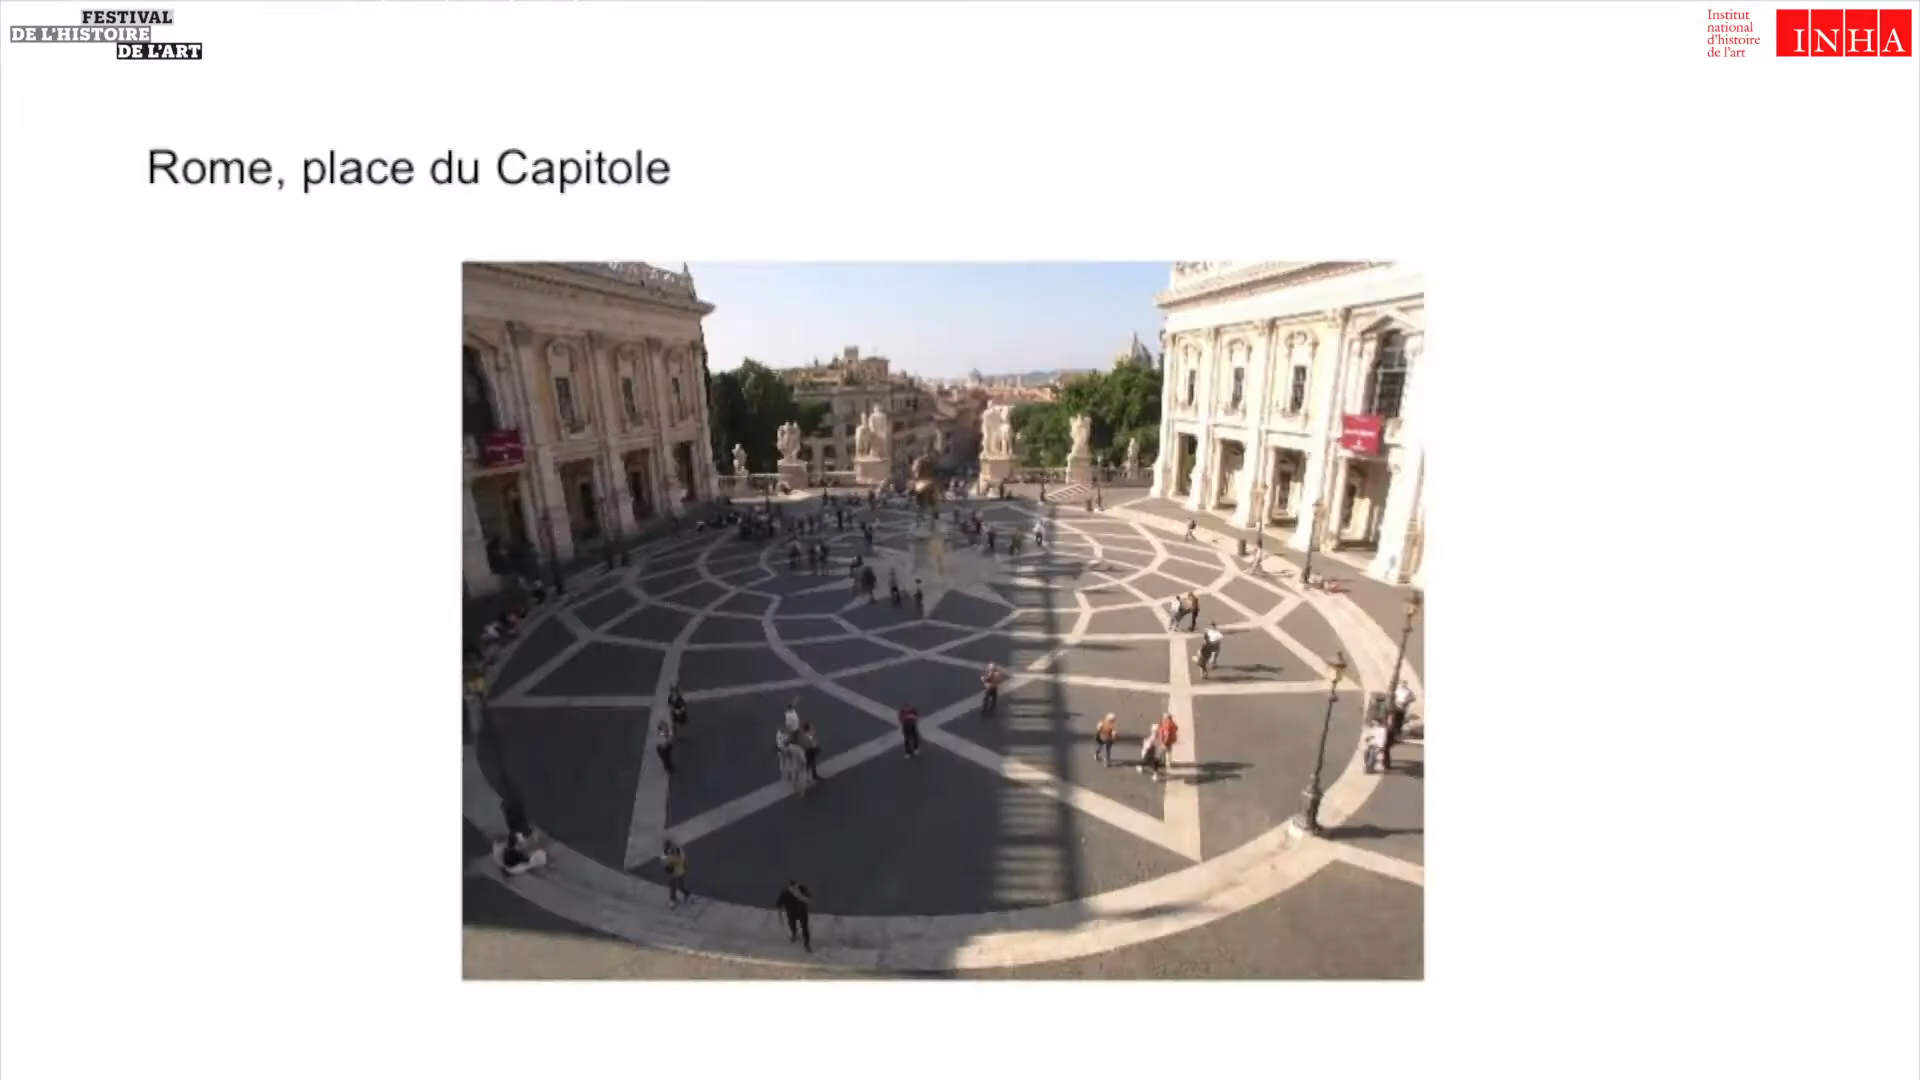 FESTIVAL
DE L'HISTOIRE
DE L'ART
Institut
national
d'histoire
de l'art
INHA
Rome, place du Capitole